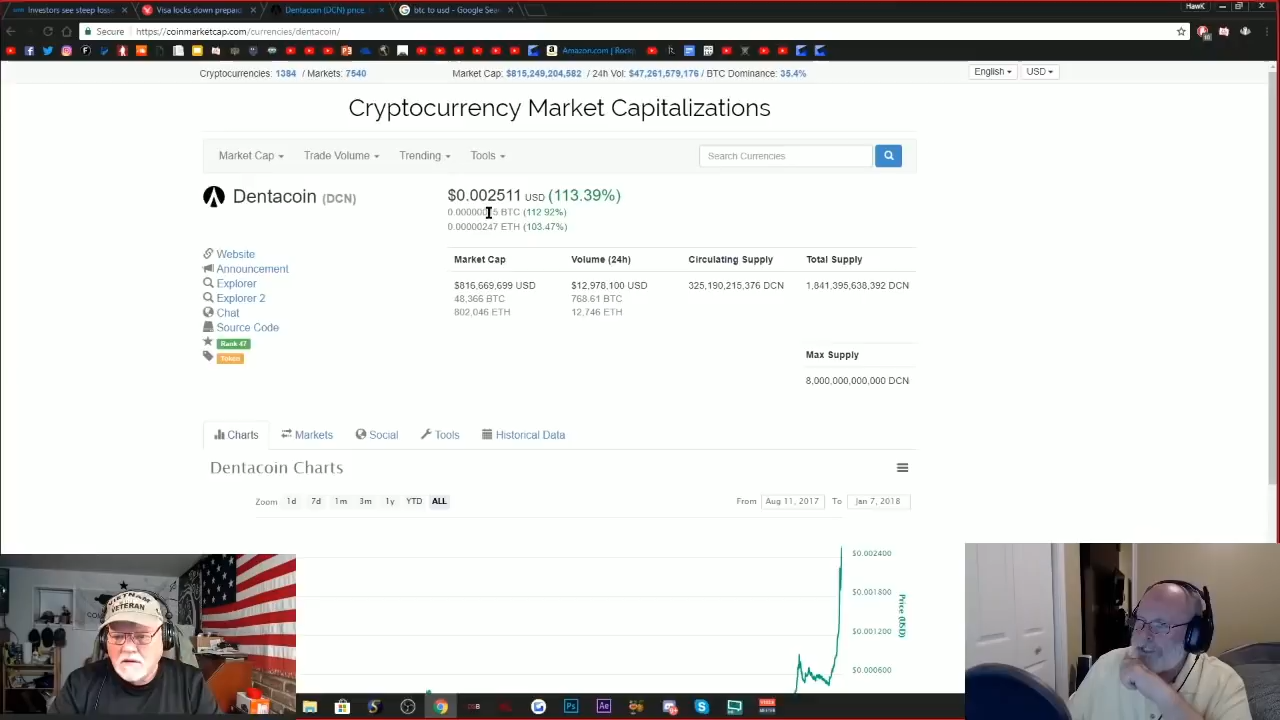 Investors see steep losse
Visa locks down prepaid
Dentacoin (DCN) price
btc to usd - Google Sea
HawK
Secure
https://coinmarketcap.com/currencies/dentacoin/
Amazon.com | Rock
Cryptocurrencies: 1384 / Markets: 7540
Market Cap: $815,249,204,582 / 24h Vol: $47,261,579,176 / BTC Dominance: 35.4%
English
USD
Cryptocurrency Market Capitalizations
Market Cap
Trade Volume
Trending
Tools
Search Currencies
Dentacoin (DCN)
$0.002511 USD (113.39%)
BTC (112.92%)
0.00000247 ETH (103.47%)
Website
Announcement
Explorer
Explorer 2
Chat
Source Code
Rank 47
Token
Market Cap
Volume (24h)
Circulating Supply
Total Supply
$816,669,699 USD
$12,978,100 USD
325,190,215,376 DCN
1,841,395,638,392 DCN
48,366 BTC
768.61 BTC
802,046 ETH
12,746 ETH
Max Supply
8,000,000,000,000 DCN
Charts
Markets
Social
Tools
Historical Data
Dentacoin Charts
Zoom 1d 7d 1m 3m 1y YTD ALL
From Aug 11, 2017 To Jan 7, 2018
$0.002400
$0.001800
$0.001200
$0.000600
Price (USD)
VIETNAM
VETERAN
Ps
Ae